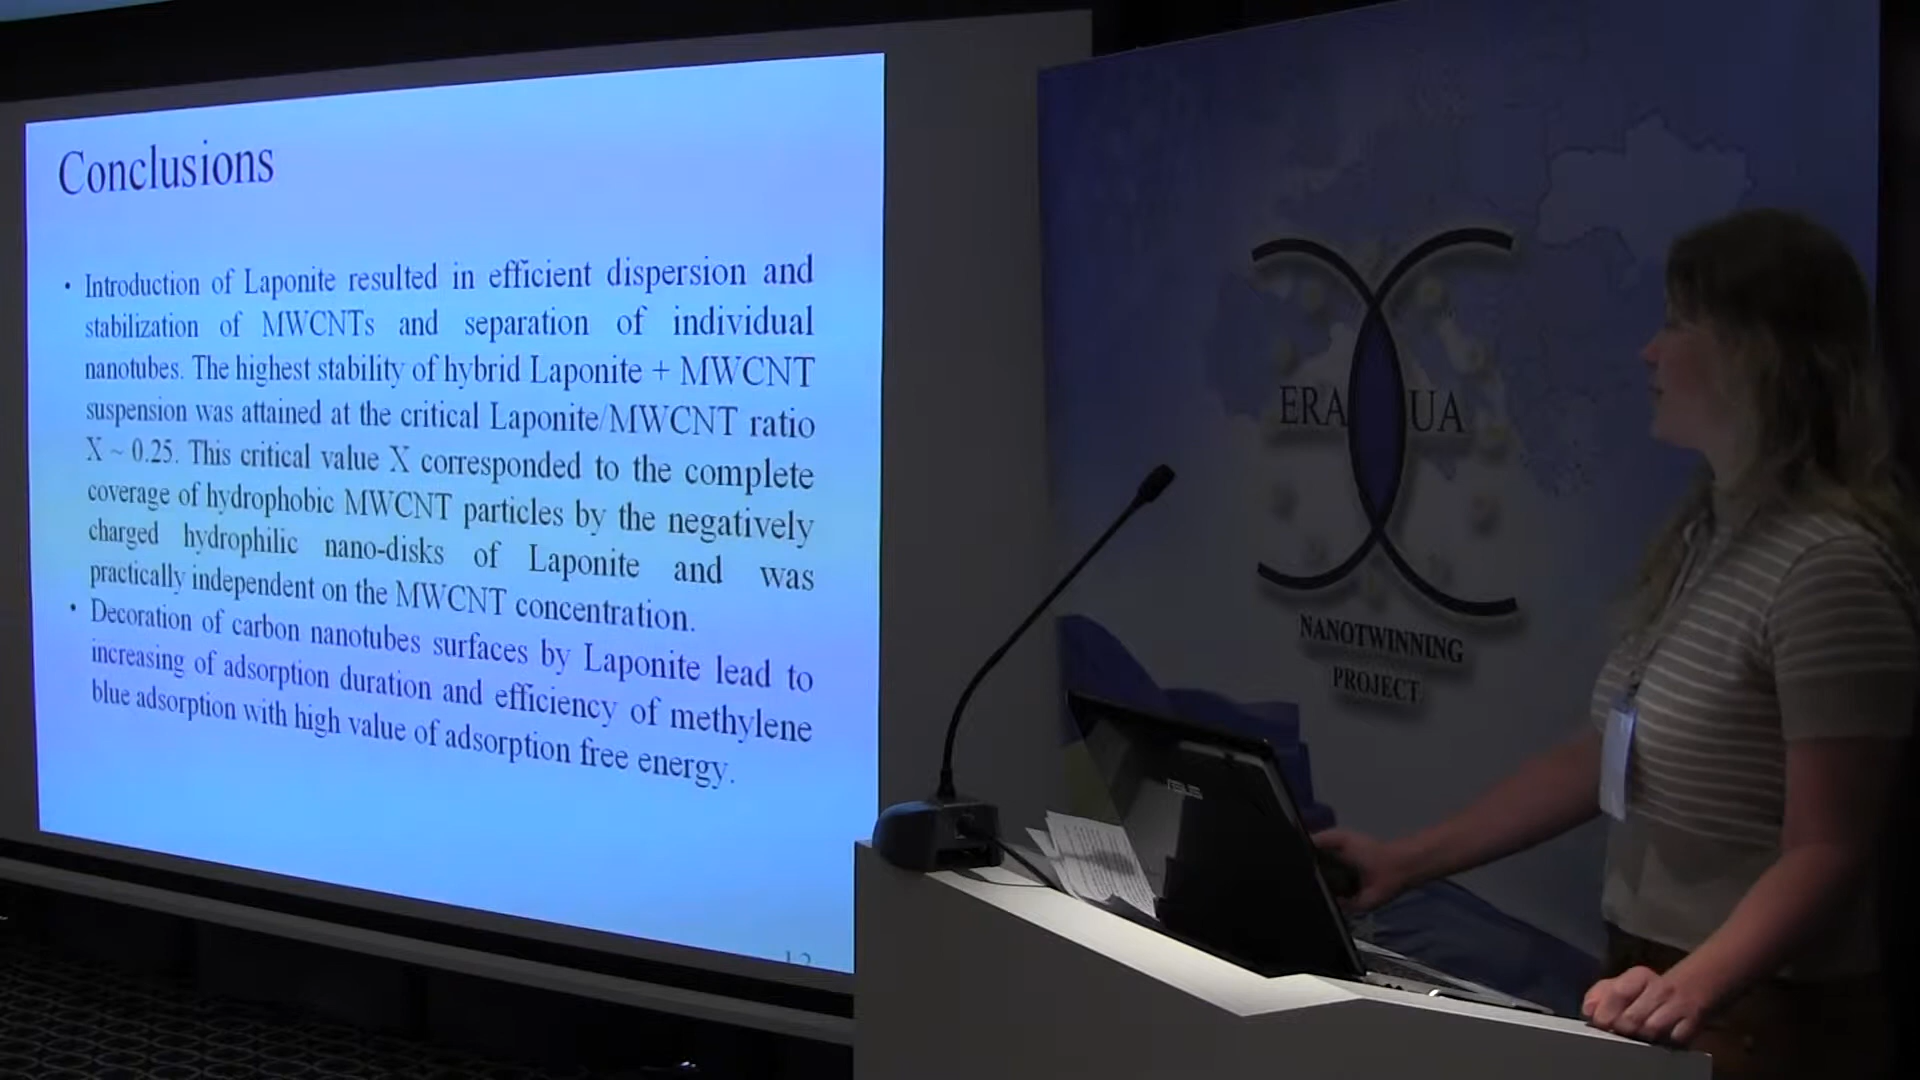 Conclusions
• Introduction of Laponite resulted in efficient dispersion and
stabilization of MWCNTs and separation of individual
nanotubes. The highest stability of hybrid Laponite + MWCNT
suspension was attained at the critical Laponite/MWCNT ratio
X ~ 0.25. This critical value X corresponded to the complete
coverage of hydrophobic MWCNT particles by the negatively
charged hydrophilic nano-disks of Laponite and was
practically independent on the MWCNT concentration.
• Decoration of carbon nanotubes surfaces by Laponite lead to
increasing of adsorption duration and efficiency of methylene
blue adsorption with high value of adsorption free energy.
ERA UA
NANOTWINNING
PROJECT
ASUS